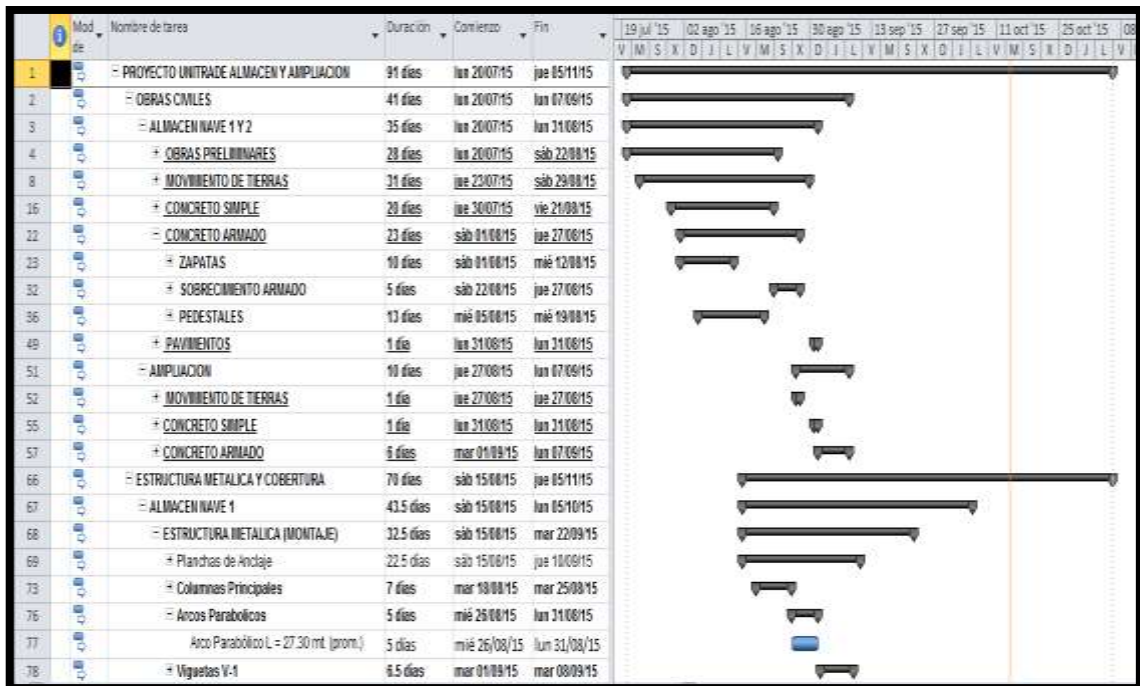 Mod de Nombre de tarea Duración Comienzo Fin 19 jul '15 02 ago '15 16 ago '15 30 ago '15 13 sep '15 27 sep '15 11 oct '15 25 oct '15 08
V M S X D J L V M S X D J L V M S X D J L V M S X D J L V
1 PROYECTO UNITRADE ALMACEN Y AMPLIACION 91 días lun 20/07/15 jue 05/11/15
2 OBRAS CIVILES 41 días lun 20/07/15 lun 07/09/15
3 ALMACEN NAVE 1 Y 2 35 días lun 20/07/15 lun 31/08/15
4 OBRAS PRELIMINARES 28 días lun 20/07/15 sáb 22/08/15
8 MOVIMIENTO DE TIERRAS 31 días jue 23/07/15 sáb 29/08/15
16 CONCRETO SIMPLE 20 días jue 30/07/15 vie 21/08/15
22 CONCRETO ARMADO 23 días sáb 01/08/15 jue 27/08/15
23 ZAPATAS 10 días sáb 01/08/15 mié 12/08/15
32 SOBRECIMIENTO ARMADO 5 días sáb 22/08/15 jue 27/08/15
36 PEDESTALES 13 días mié 05/08/15 mié 19/08/15
49 PAVIMENTOS 1 día lun 31/08/15 lun 31/08/15
51 AMPLIACION 10 días jue 27/08/15 lun 07/09/15
52 MOVIMIENTO DE TIERRAS 1 día jue 27/08/15 jue 27/08/15
55 CONCRETO SIMPLE 1 día lun 31/08/15 lun 31/08/15
57 CONCRETO ARMADO 6 días mar 01/09/15 lun 07/09/15
66 ESTRUCTURA METALICA Y COBERTURA 70 días sáb 15/08/15 jue 05/11/15
67 ALMACEN NAVE 1 43.5 días sáb 15/08/15 lun 05/10/15
68 ESTRUCTURA METALICA (MONTAJE) 32.5 días sáb 15/08/15 mar 22/09/15
69 Planchas de Anclaje 22.5 días sáb 15/08/15 jue 10/09/15
73 Columnas Principales 7 días mar 18/08/15 mar 25/08/15
76 Arcos Parabolicos 5 días mié 26/08/15 lun 31/08/15
77 Arco Parabólico L = 27.30 mt. (prom.) 5 días mié 26/08/15 lun 31/08/15
78 Viguetas V-1 6.5 días mar 01/09/15 mar 08/09/15